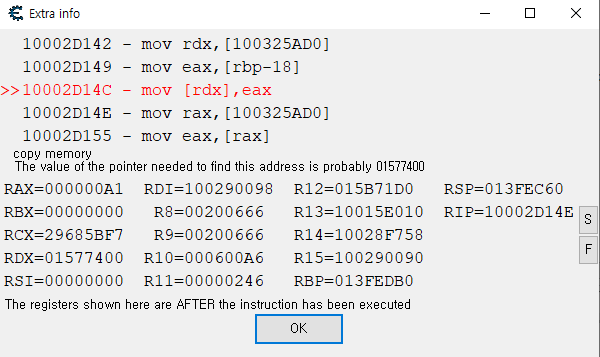 Extra info
10002D142 - mov rdx,[100325AD0]
10002D149 - mov eax,[rbp-18]
>>10002D14C - mov [rdx],eax
10002D14E - mov rax,[100325AD0]
10002D155 - mov eax,[rax]
copy memory
The value of the pointer needed to find this address is probably 01577400
RAX=000000A1 RDI=100290098 R12=015B71D0 RSP=013FEC60
RBX=00000000 R8=00200666 R13=10015E010 RIP=10002D14E
RCX=29685BF7 R9=00200666 R14=10028F758
RDX=01577400 R10=000600A6 R15=100290090
RSI=00000000 R11=00000246 RBP=013FEDB0
S
F
The registers shown here are AFTER the instruction has been executed
OK